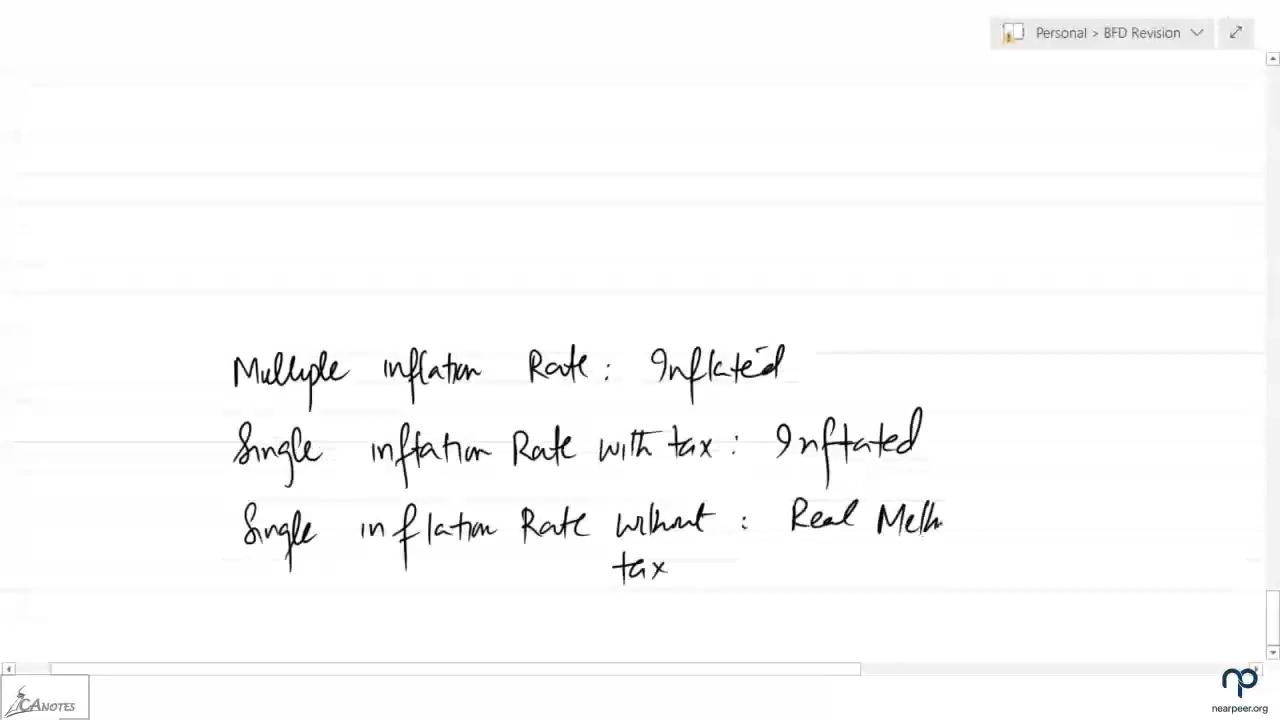 Personal > BFD Revision
Multiple inflation Rate : Inflated
Single inflation Rate with tax : Inflated
Single inflation Rate without : Real Meth
tax
CANOTES
np
nearpeer.org